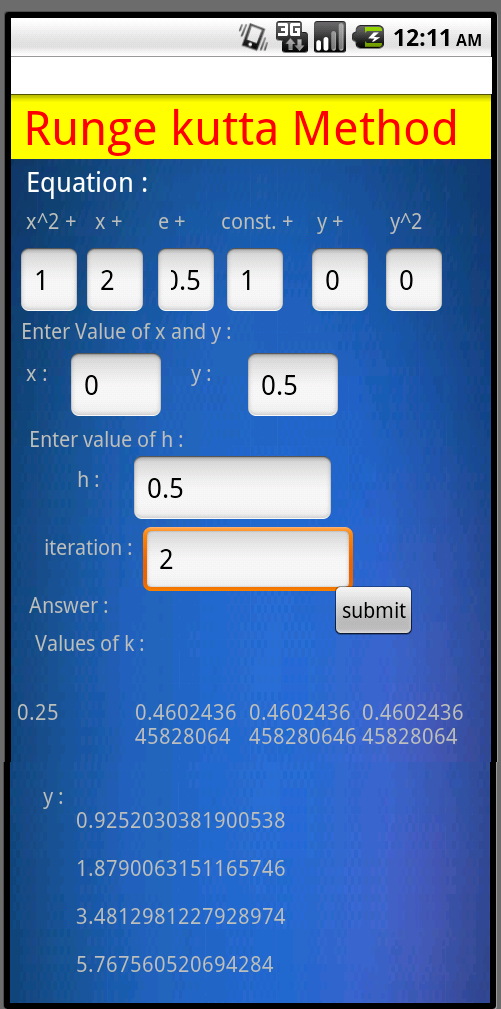 3G 12:11 AM
Runge kutta Method
Equation :
x^2 + x + e + const. + y + y^2
1 2 0.5 1 0 0
Enter Value of x and y :
x : 0 y : 0.5
Enter value of h :
h : 0.5
iteration : 2
Answer : submit
Values of k :
0.25 0.4602436 0.4602436 0.4602436
45828064 458280646 45828064
y :
0.9252030381900538
1.8790063151165746
3.4812981227928974
5.767560520694284